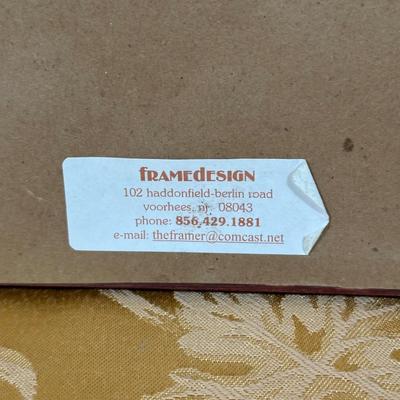 framedesign
102 haddonfield-berlin road
voorhees, nj. 08043
phone: 856.429.1881
e-mail: theframer@comcast.net